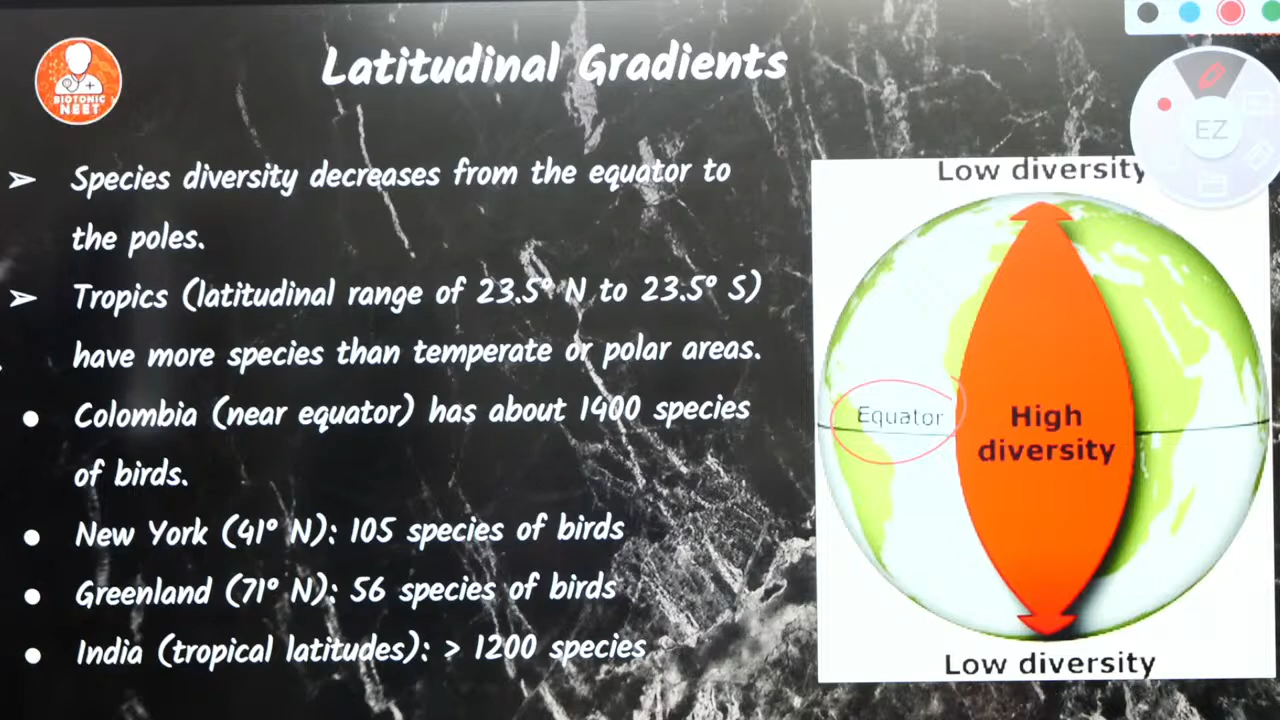 BIOTONIC
NEET
Latitudinal Gradients
EZ
➢ Species diversity decreases from the equator to
the poles.
➢ Tropics (latitudinal range of 23.5° N to 23.5° S)
have more species than temperate or polar areas.
• Colombia (near equator) has about 1400 species
of birds.
• New York (41° N): 105 species of birds
• Greenland (71° N): 56 species of birds
• India (tropical latitudes): > 1200 species
Low diversity
Equator
High
diversity
Low diversity